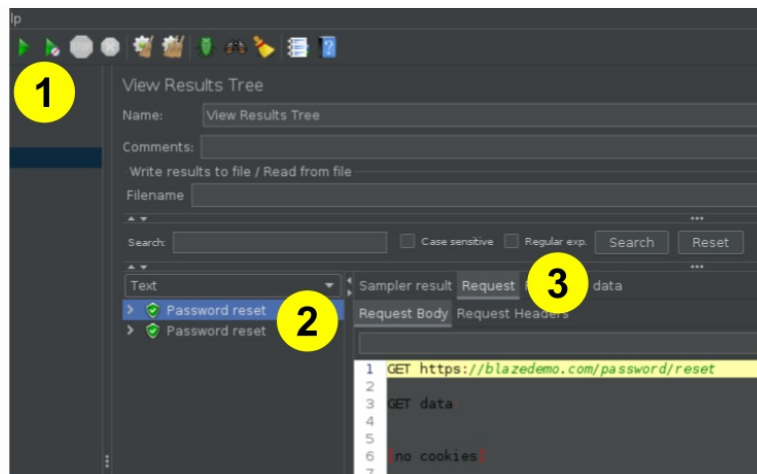 lp
1
View Results Tree
Name: View Results Tree
Comments:
Write results to file / Read from file
Filename
Search: Case sensitive Regular exp. Search Reset
Text
Sampler result Request data
3
Password reset
2
Request Body Request Headers
Password reset
1 GET https://blazedemo.com/password/reset
2
3 GET data
4
5
6 [no cookies]
7